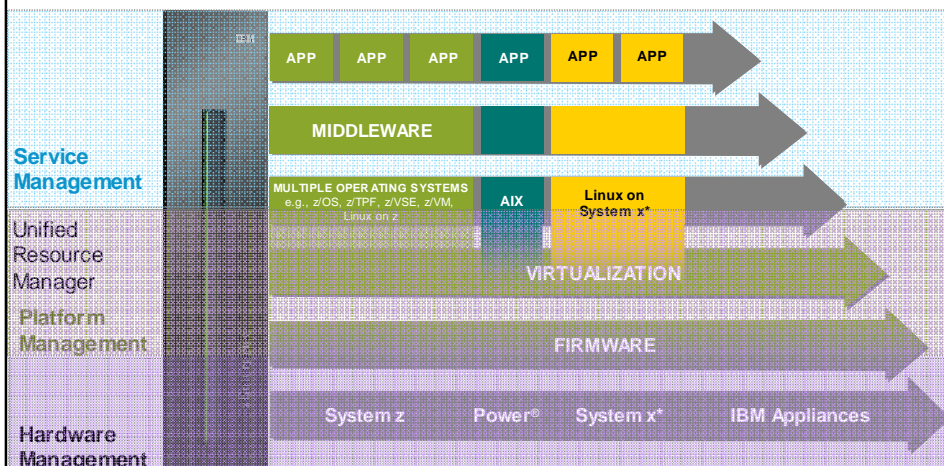 IBM
APP APP APP APP APP APP
MIDDLEWARE
Service
Management
MULTIPLE OPERATING SYSTEMS
e.g., z/OS, z/TPF, z/VSE, z/VM,
Linux on z
AIX
Linux on
System x*
Unified
Resource
Manager
VIRTUALIZATION
Platform
Management
FIRMWARE
System z Power® System x* IBM Appliances
Hardware
Management